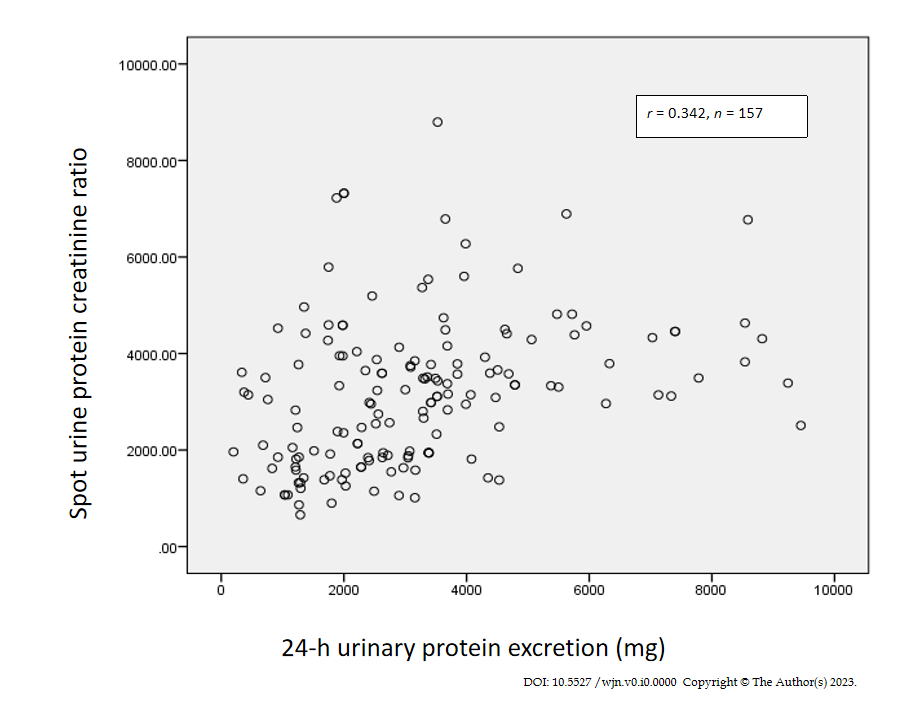 Spot urine protein creatinine ratio
10000.00
8000.00
6000.00
4000.00
2000.00
.00
r = 0.342, n = 157
0 2000 4000 6000 8000 10000
24-h urinary protein excretion (mg)
DOI: 10.5527 /wjn.v0.i0.0000 Copyright © The Author(s) 2023.